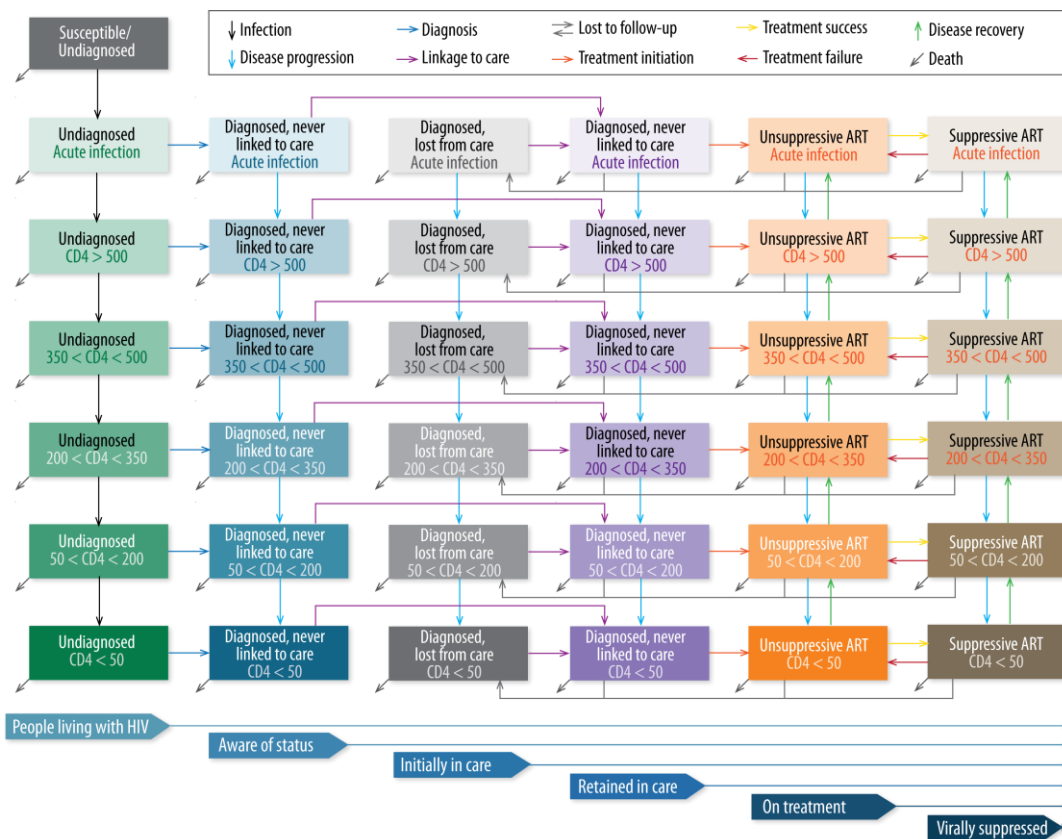 Susceptible/
Undiagnosed
Infection
Diagnosis
Lost to follow-up
Treatment success
Disease recovery
Disease progression
Linkage to care
Treatment initiation
Treatment failure
Death
Undiagnosed
Acute infection
Diagnosed, never
linked to care
Acute infection
Diagnosed,
lost from care
Acute infection
Diagnosed, never
linked to care
Acute infection
Unsuppressive ART
Acute infection
Suppressive ART
Acute infection
Undiagnosed
CD4 > 500
Diagnosed, never
linked to care
CD4 > 500
Diagnosed,
lost from care
CD4 > 500
Diagnosed, never
linked to care
CD4 > 500
Unsuppressive ART
CD4 > 500
Suppressive ART
CD4 > 500
Undiagnosed
350 < CD4 < 500
Diagnosed, never
linked to care
350 < CD4 < 500
Diagnosed,
lost from care
350 < CD4 < 500
Diagnosed, never
linked to care
350 < CD4 < 500
Unsuppressive ART
350 < CD4 < 500
Suppressive ART
350 < CD4 < 500
Undiagnosed
200 < CD4 < 350
Diagnosed, never
linked to care
200 < CD4 < 350
Diagnosed,
lost from care
200 < CD4 < 350
Diagnosed, never
linked to care
200 < CD4 < 350
Unsuppressive ART
200 < CD4 < 350
Suppressive ART
200 < CD4 < 350
Undiagnosed
50 < CD4 < 200
Diagnosed, never
linked to care
50 < CD4 < 200
Diagnosed,
lost from care
50 < CD4 < 200
Diagnosed, never
linked to care
50 < CD4 < 200
Unsuppressive ART
50 < CD4 < 200
Suppressive ART
50 < CD4 < 200
Undiagnosed
CD4 < 50
Diagnosed, never
linked to care
CD4 < 50
Diagnosed,
lost from care
CD4 < 50
Diagnosed, never
linked to care
CD4 < 50
Unsuppressive ART
CD4 < 50
Suppressive ART
CD4 < 50
People living with HIV
Aware of status
Initially in care
Retained in care
On treatment
Virally suppressed